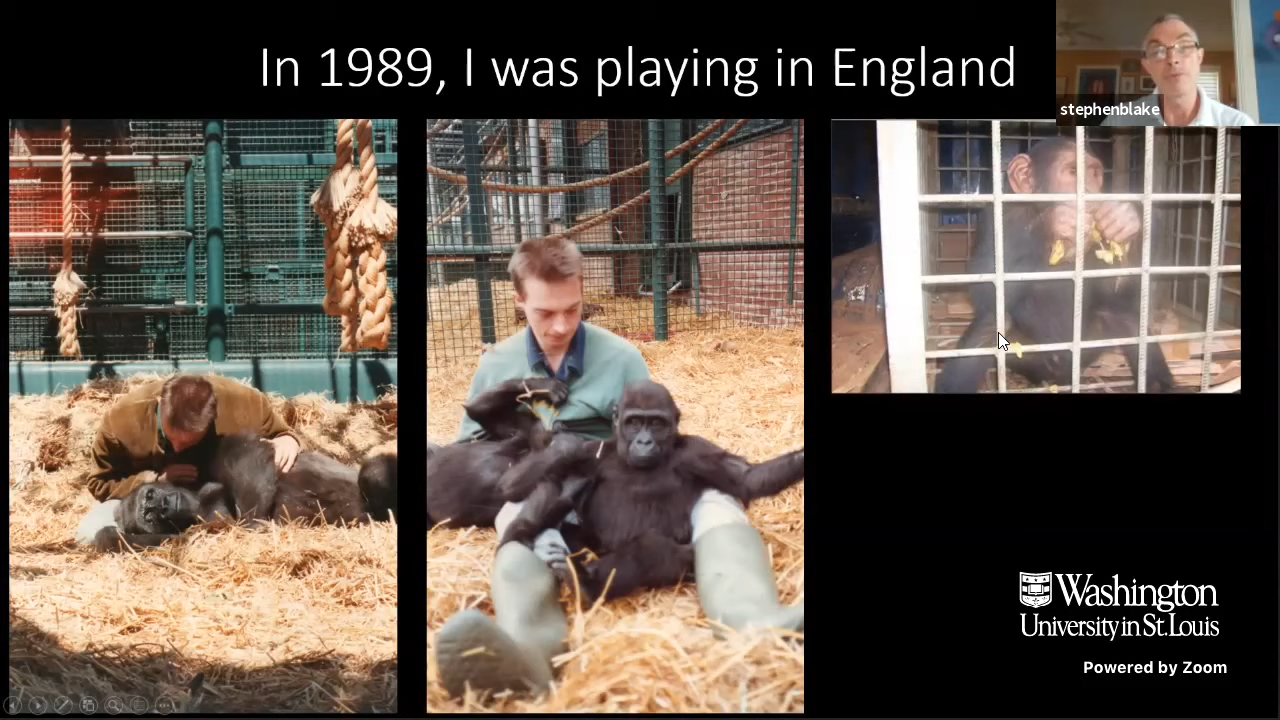 In 1989, I was playing in England
stephenblake
Washington
University in St. Louis
Powered by Zoom